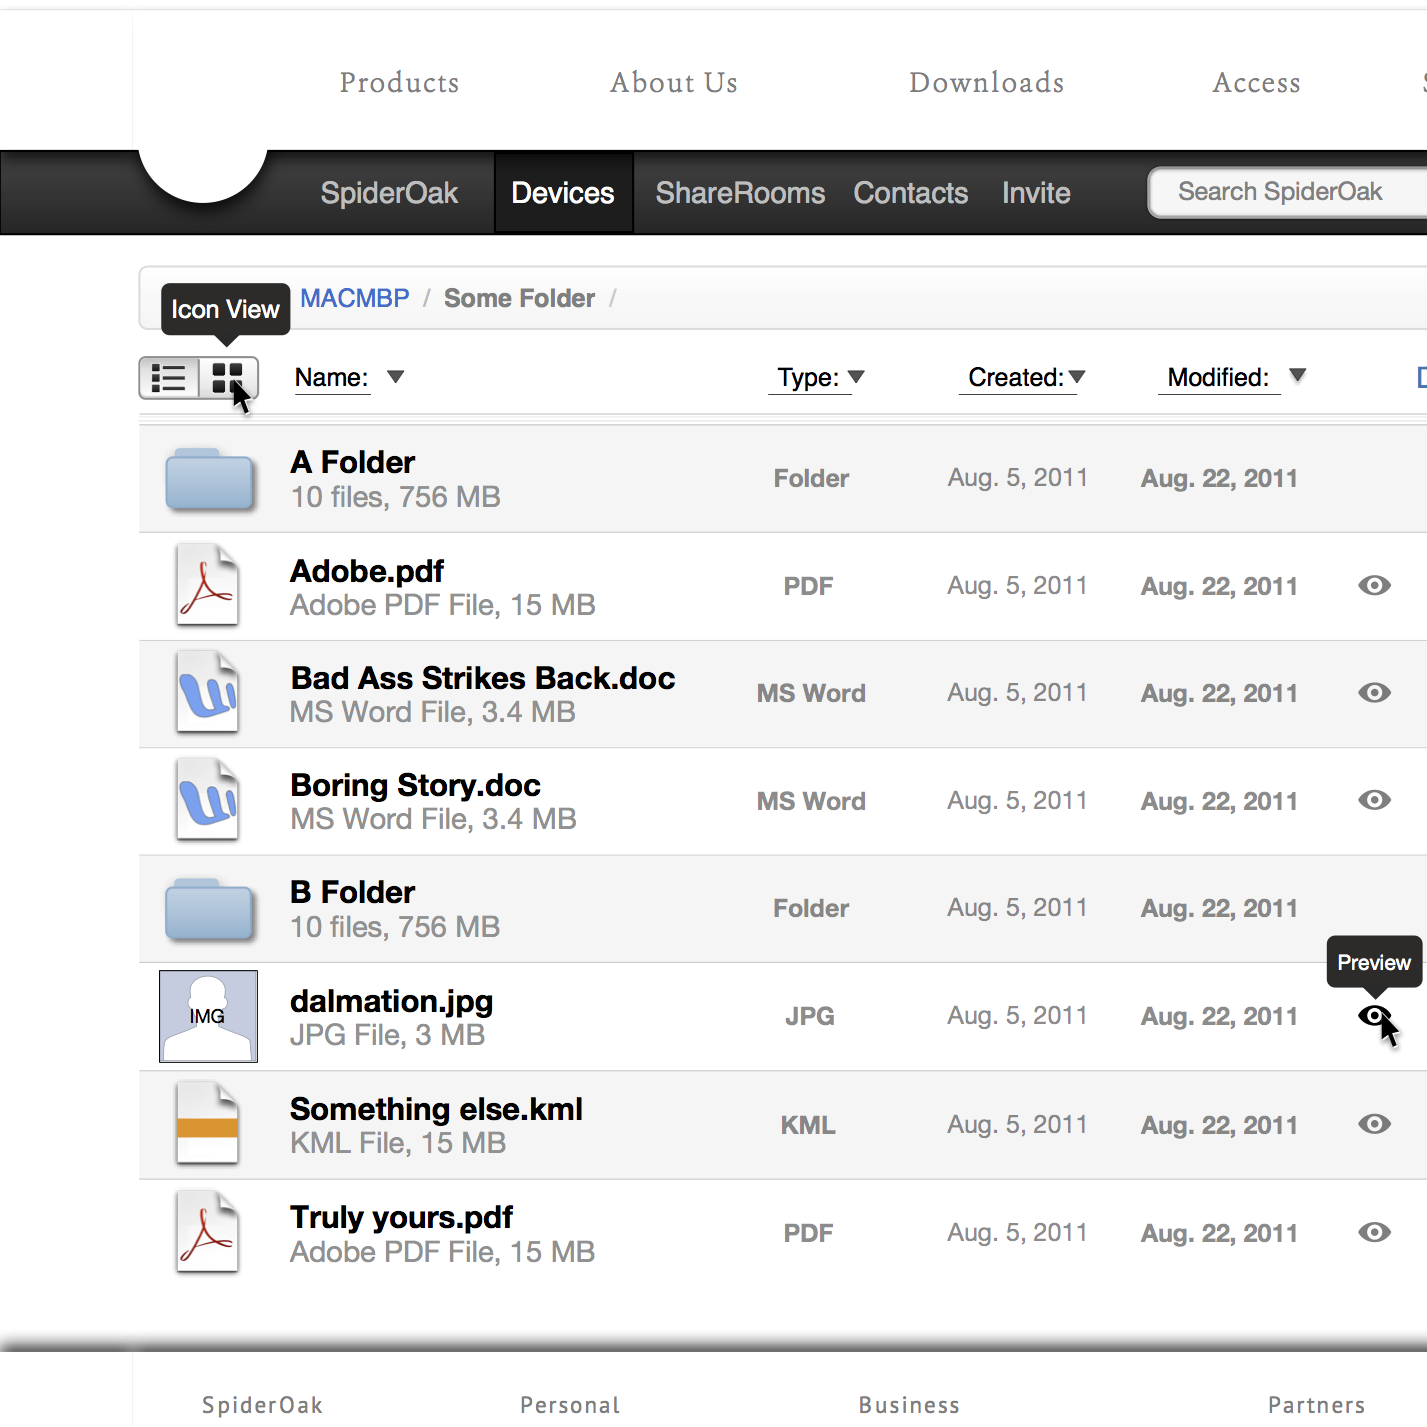 Products About Us Downloads Access
SpiderOak Devices ShareRooms Contacts Invite Search SpiderOak
Icon View MACMBP / Some Folder /
Name: Type: Created: Modified:
A Folder
10 files, 756 MB
Folder Aug. 5, 2011 Aug. 22, 2011
Adobe.pdf
Adobe PDF File, 15 MB
PDF Aug. 5, 2011 Aug. 22, 2011
Bad Ass Strikes Back.doc
MS Word File, 3.4 MB
MS Word Aug. 5, 2011 Aug. 22, 2011
Boring Story.doc
MS Word File, 3.4 MB
MS Word Aug. 5, 2011 Aug. 22, 2011
B Folder
10 files, 756 MB
Folder Aug. 5, 2011 Aug. 22, 2011
Preview
IMG
dalmation.jpg
JPG File, 3 MB
JPG Aug. 5, 2011 Aug. 22, 2011
Something else.kml
KML File, 15 MB
KML Aug. 5, 2011 Aug. 22, 2011
Truly yours.pdf
Adobe PDF File, 15 MB
PDF Aug. 5, 2011 Aug. 22, 2011
SpiderOak Personal Business Partners